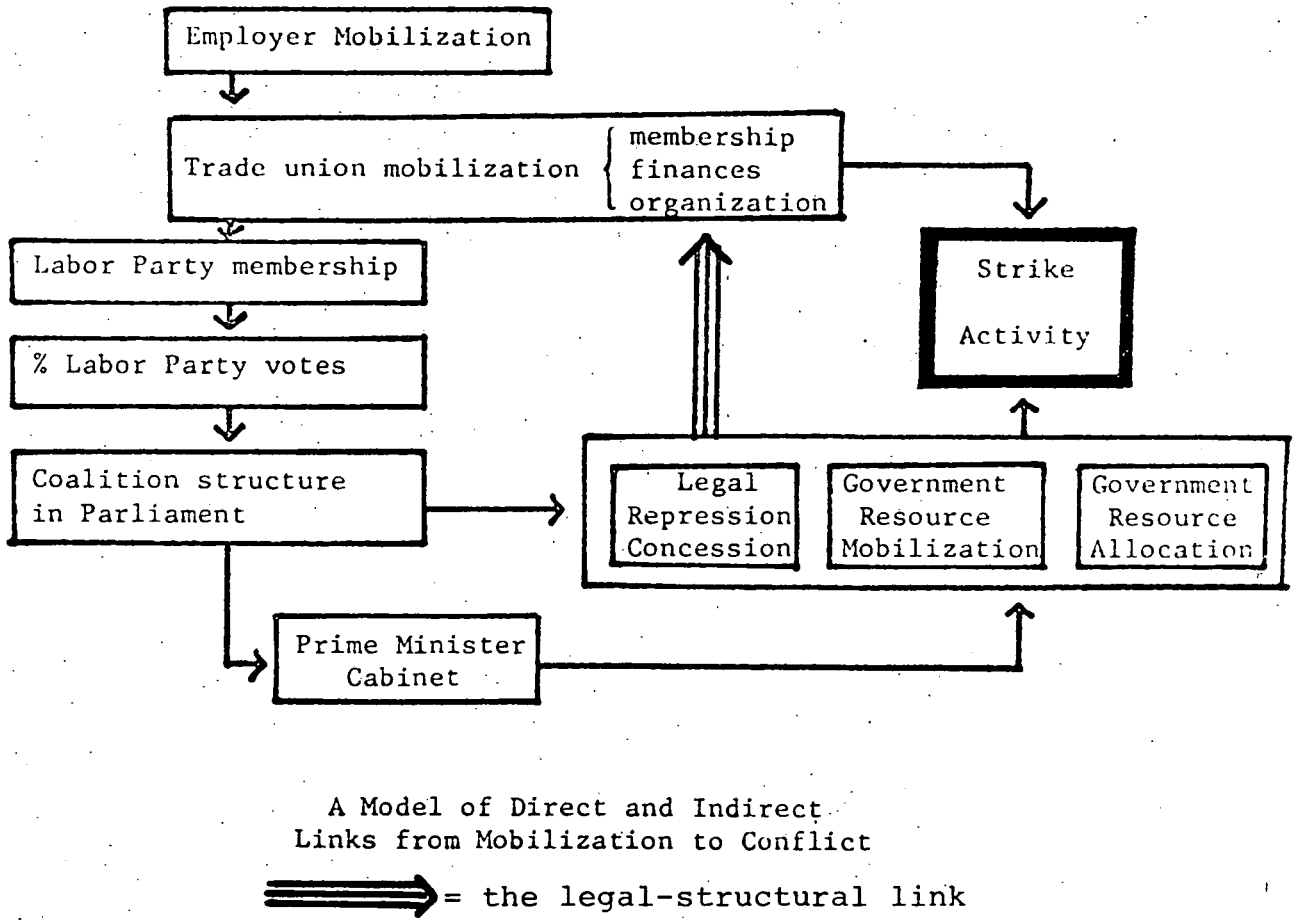 Employer Mobilization
Trade union mobilization { membership
finances
organization
Labor Party membership
% Labor Party votes
Coalition structure
in Parliament
Prime Minister
Cabinet
Strike
Activity
Legal
Repression
Concession
Government
Resource
Mobilization
Government
Resource
Allocation
A Model of Direct and Indirect
Links from Mobilization to Conflict
= the legal-structural link